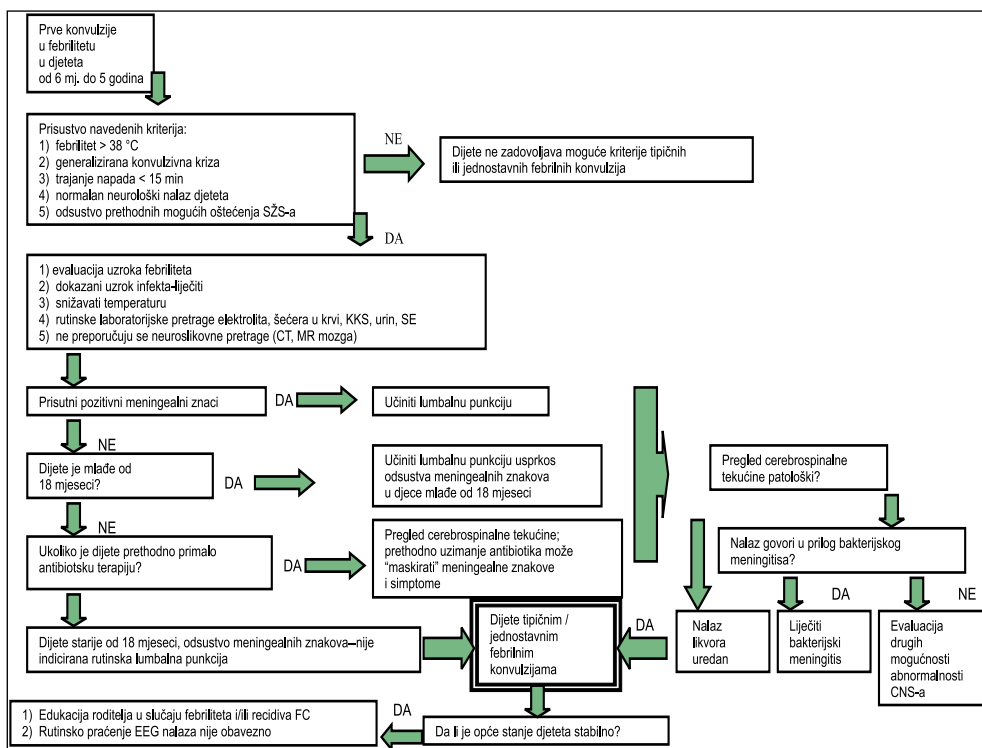 Prve konvulzije
u febrilitetu
u djeteta
od 6 mj. do 5 godina
Prisustvo navedenih kriterija:
1) febrilitet > 38 °C
2) generalizirana konvulzivna kriza
3) trajanje napada < 15 min
4) normalan neurološki nalaz djeteta
5) odsustvo prethodnih mogućih oštećenja SŽS-a
NE
Dijete ne zadovoljava moguće kriterije tipičnih
ili jednostavnih febrilnih konvulzija
DA
1) evaluacija uzroka febriliteta
2) dokazani uzrok infekta-liječiti
3) snižavati temperaturu
4) rutinske laboratorijske pretrage elektrolita, šećera u krvi, KKS, urin, SE
5) ne preporučuju se neuroslikovne pretrage (CT, MR mozga)
Prisutni pozitivni meningealni znaci
DA
Učiniti lumbalnu punkciju
NE
Dijete je mlađe od
18 mjeseci?
DA
Učiniti lumbalnu punkciju usprkos
odsustva meningealnih znakova
u djece mlađe od 18 mjeseci
Pregled cerebrospinalne
tekućine patološki?
NE
Ukoliko je dijete prethodno primalo
antibiotsku terapiju?
DA
Pregled cerebrospinalne tekućine;
prethodno uzimanje antibiotika može
“maskirati” meningealne znakove
i simptome
Nalaz govori u prilog bakterijskog
meningitisa?
DA
NE
Dijete starije od 18 mjeseci, odsustvo meningealnih znakova–nije
indicirana rutinska lumbalna punkcija
Dijete tipičnim /
jednostavnim
febrilnim
konvulzijama
DA
Nalaz
likvora
uredan
Liječiti
bakterijski
meningitis
Evaluacija
drugih
mogućnosti
abnormalnosti
CNS-a
1) Edukacija roditelja u slučaju febriliteta i/ili recidiva FC
2) Rutinsko praćenje EEG nalaza nije obavezno
DA
Da li je opće stanje djeteta stabilno?